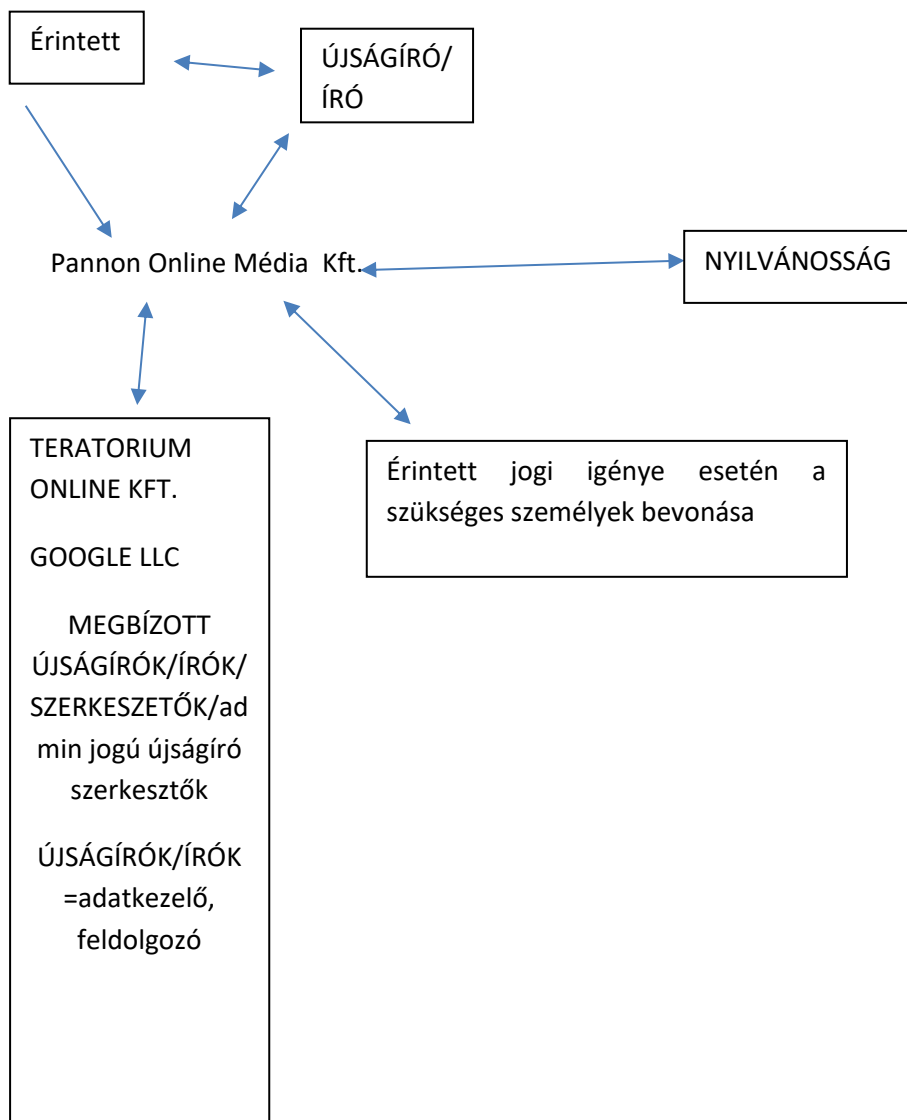 Érintett
ÚJSÁGÍRÓ/
ÍRÓ
Pannon Online Média  Kft.
NYILVÁNOSSÁG
TERATORIUM
ONLINE KFT.
GOOGLE LLC
MEGBÍZOTT
ÚJSÁGÍRÓK/ÍRÓK/
SZERKESZETŐK/ad
min jogú újságíró
szerkesztők
ÚJSÁGÍRÓK/ÍRÓK
=adatkezelő,
feldolgozó
Érintett jogi igénye esetén a
szükséges személyek bevonása